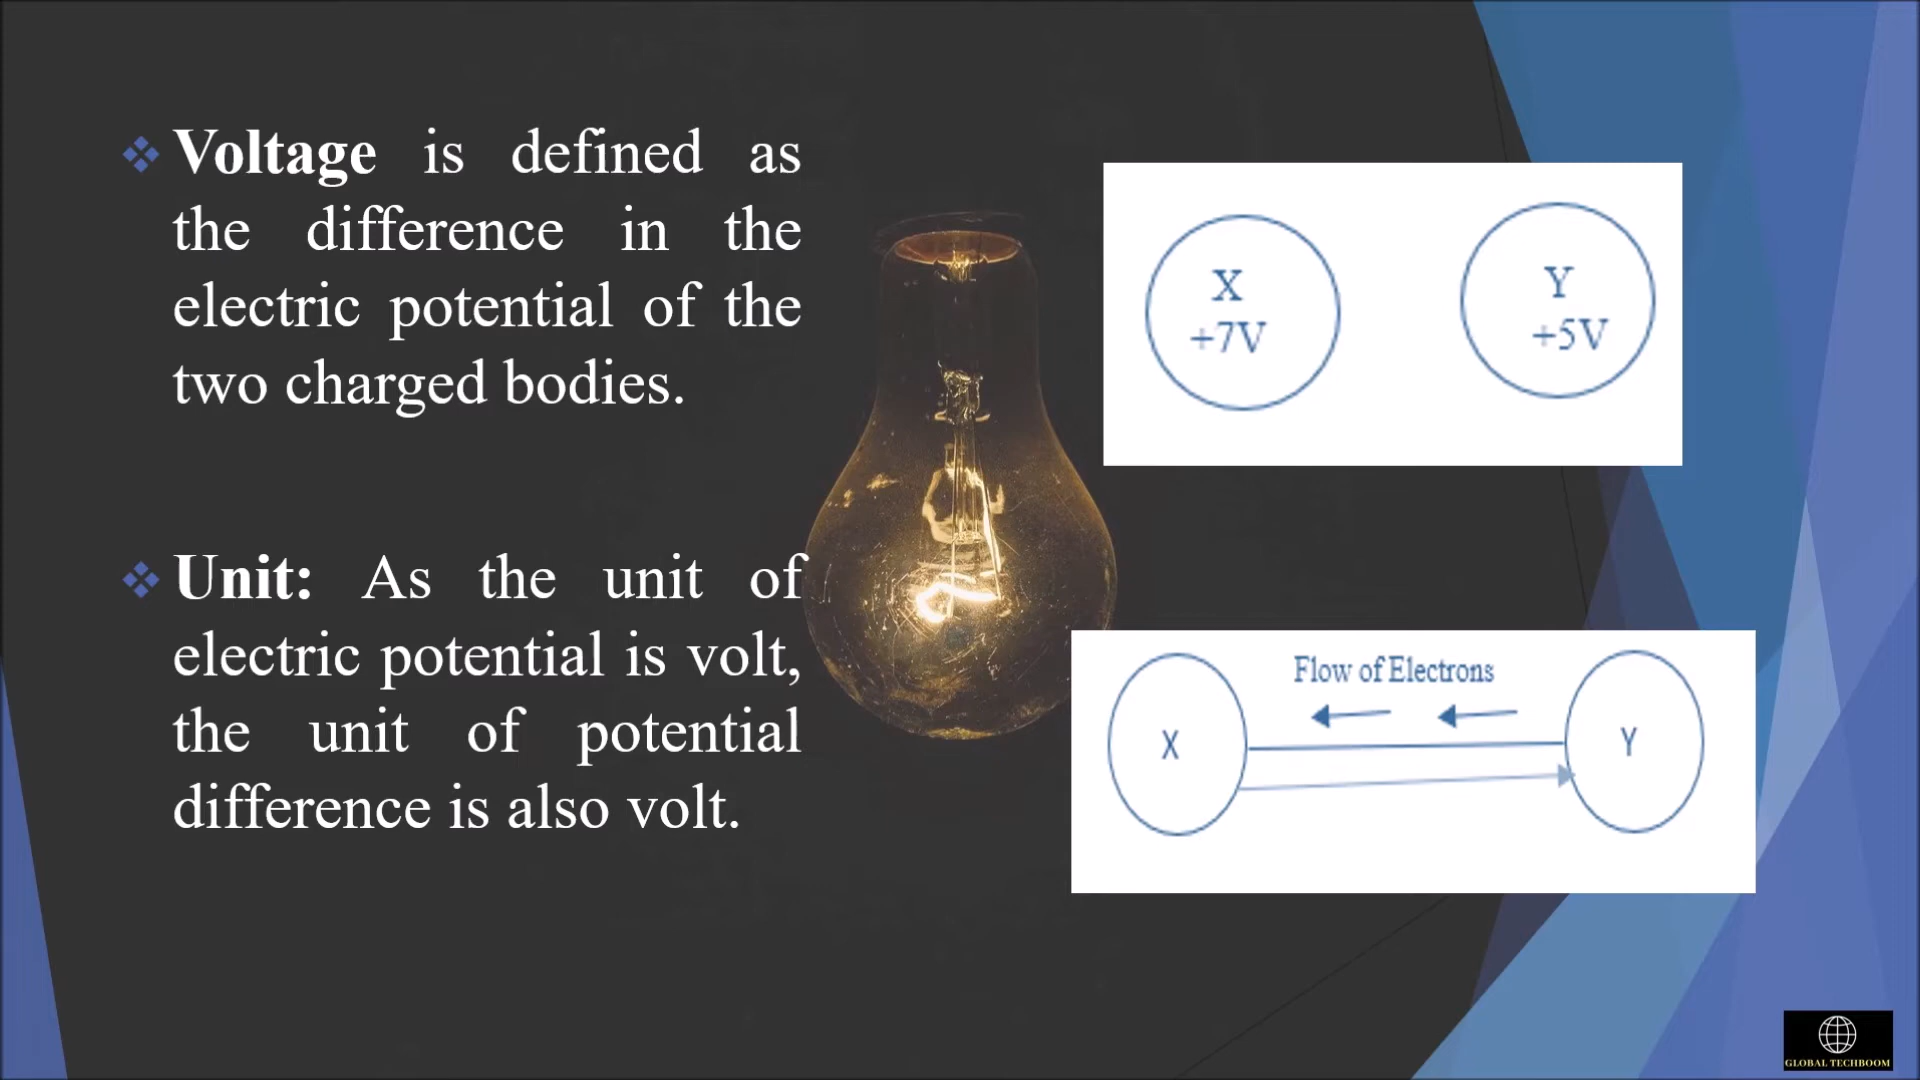 Voltage is defined as
the difference in the
electric potential of the
two charged bodies.
Unit: As the unit of
electric potential is volt,
the unit of potential
difference is also volt.
X
+7V
Y
+5V
Flow of Electrons
X
Y
GLOBAL TECHBOOM